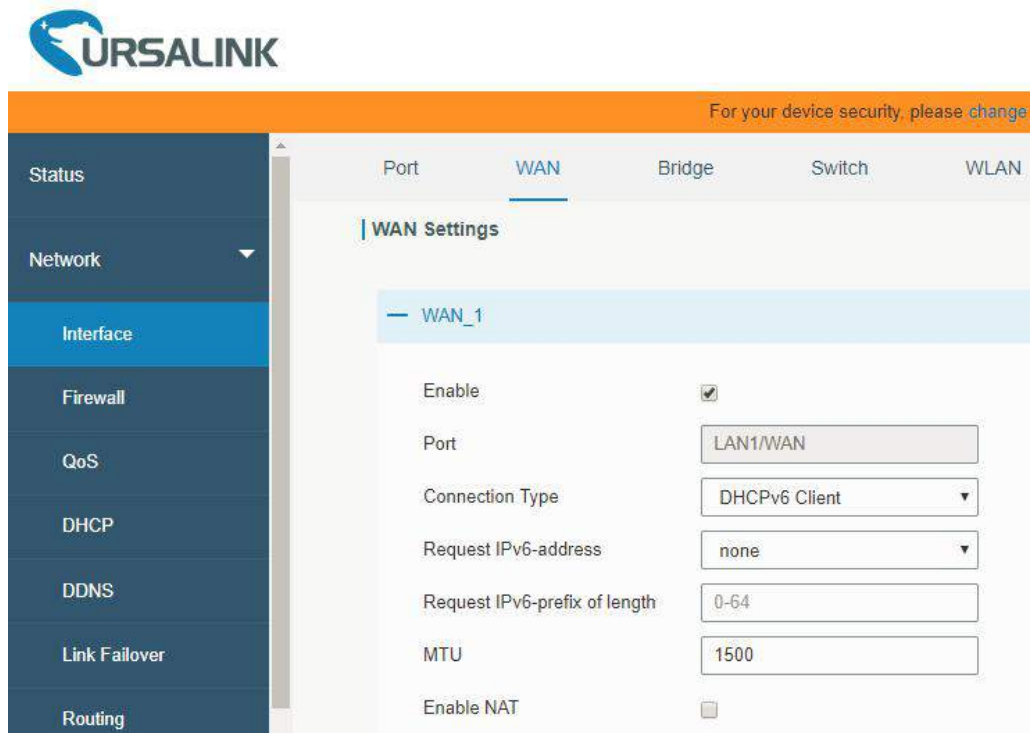 URSALINK
For your device security, please change
Status
Network
Interface
Firewall
QoS
DHCP
DDNS
Link Failover
Routing
Port WAN Bridge Switch WLAN
WAN Settings
WAN_1
Enable
Port LAN1/WAN
Connection Type DHCPv6 Client
Request IPv6-address none
Request IPv6-prefix of length 0-64
MTU 1500
Enable NAT